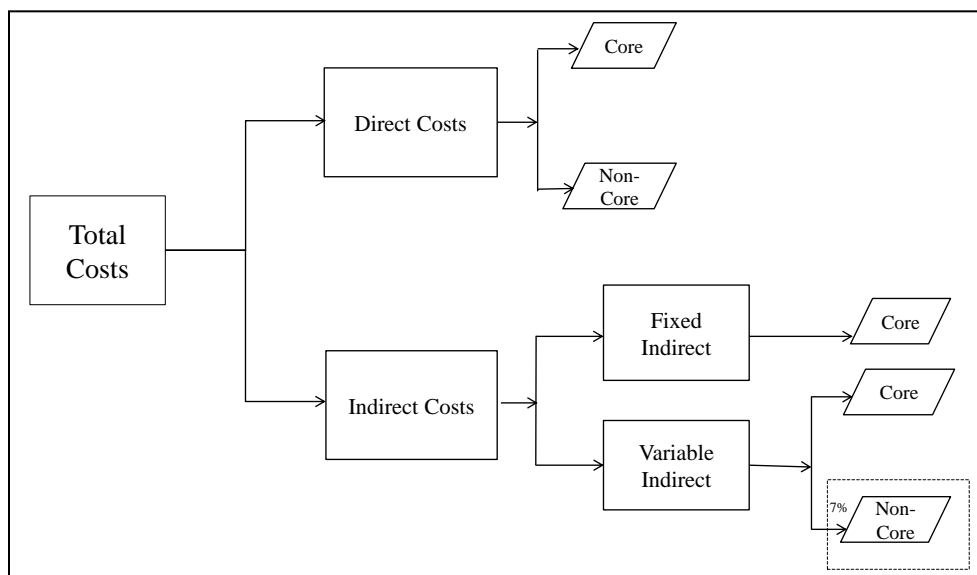 Core
Direct Costs
Non-
Core
Total
Costs
Fixed
Indirect
Core
Indirect Costs
Core
Variable
Indirect
7%
Non-
Core